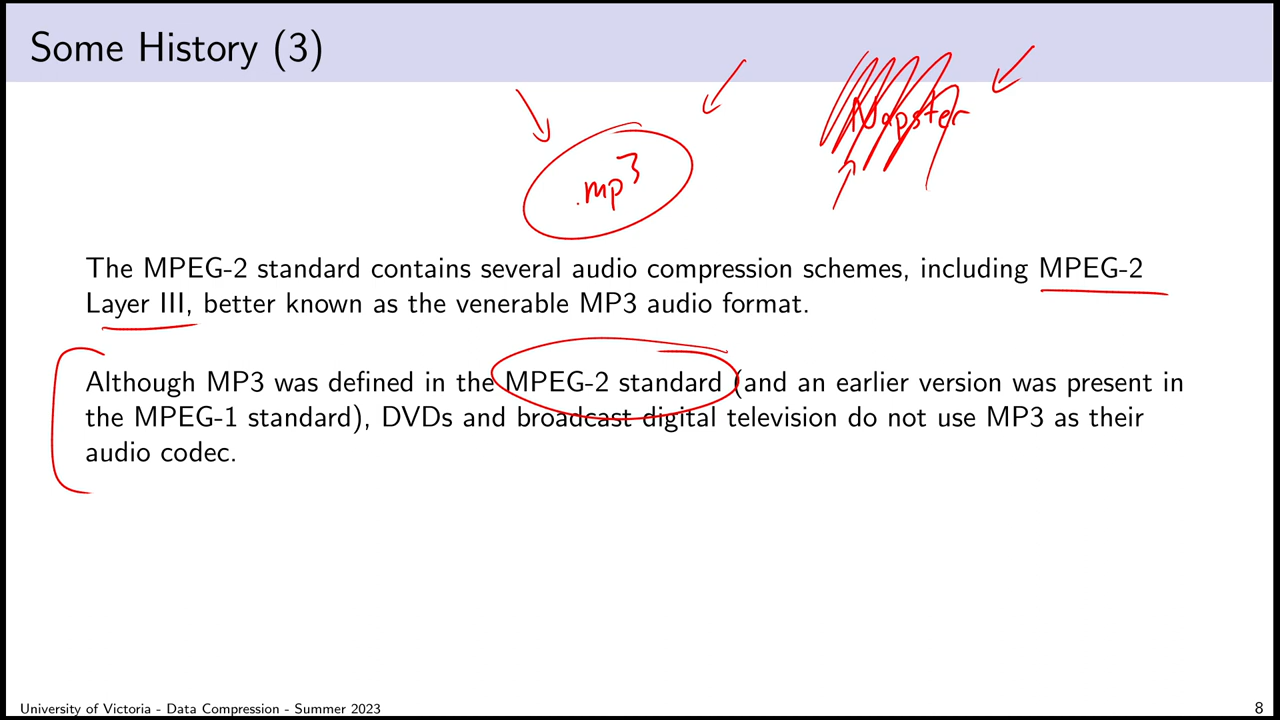 Some History (3)
Napster
.mp3
The MPEG-2 standard contains several audio compression schemes, including MPEG-2
Layer III, better known as the venerable MP3 audio format.
Although MP3 was defined in the MPEG-2 standard (and an earlier version was present in
the MPEG-1 standard), DVDs and broadcast digital television do not use MP3 as their
audio codec.
University of Victoria - Data Compression - Summer 2023
8